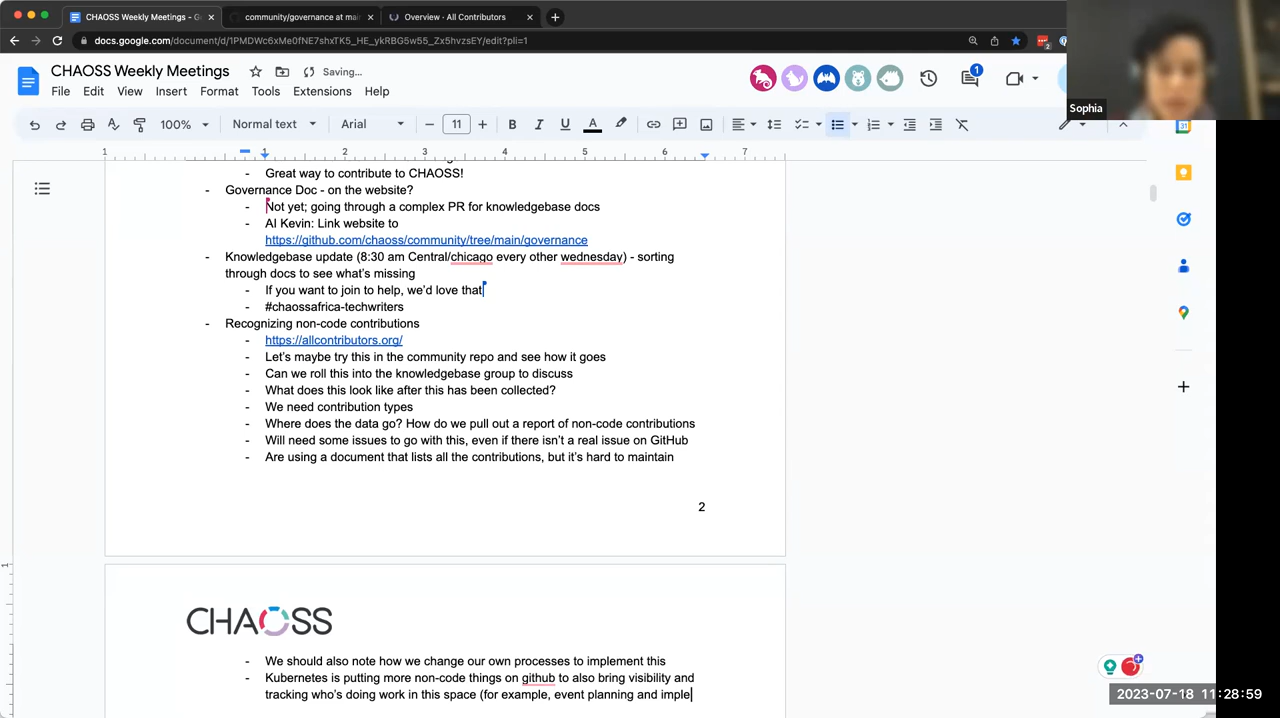 CHAOSS Weekly Meetings - G
community/governance at mai
Overview · All Contributors
docs.google.com/document/d/1PMDWc6xMe0fNE7shxTK5_HE_ykRBG5w55_Zx5hvzsEY/edit?pli=1
2
CHAOSS Weekly Meetings
Saving...
1
File Edit View Insert Format Tools Extensions Help
Sophia
100% Normal text Arial 11
1 1 2 3 4 5 6 7
- Great way to contribute to CHAOSS!
- Governance Doc - on the website?
- Not yet; going through a complex PR for knowledgebase docs
- AI Kevin: Link website to
https://github.com/chaoss/community/tree/main/governance
- Knowledgebase update (8:30 am Central/chicago every other wednesday) - sorting
through docs to see what's missing
- If you want to join to help, we'd love that
- #chaossafrica-techwriters
- Recognizing non-code contributions
- https://allcontributors.org/
- Let's maybe try this in the community repo and see how it goes
- Can we roll this into the knowledgebase group to discuss
- What does this look like after this has been collected?
- We need contribution types
- Where does the data go? How do we pull out a report of non-code contributions
- Will need some issues to go with this, even if there isn't a real issue on GitHub
- Are using a document that lists all the contributions, but it's hard to maintain
2
1
CHAOSS
- We should also note how we change our own processes to implement this
- Kubernetes is putting more non-code things on github to also bring visibility and
tracking who's doing work in this space (for example, event planning and imple
2023-07-18 11:28:59